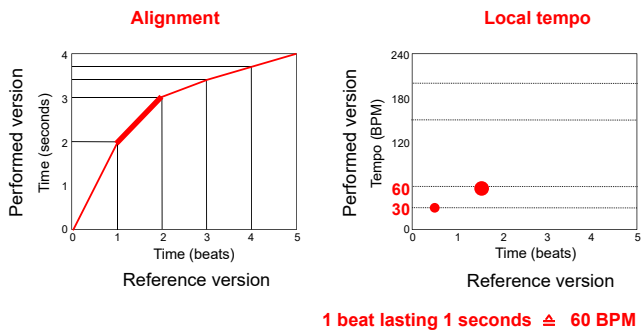 Alignment
Performed version
Time (seconds)
4
3
2
1
0
0 1 2 3 4 5
Time (beats)
Reference version
Local tempo
Performed version
Tempo (BPM)
240
180
120
60
30
0
0 1 2 3 4 5
Time (beats)
Reference version
1 beat lasting 1 seconds ≙ 60 BPM